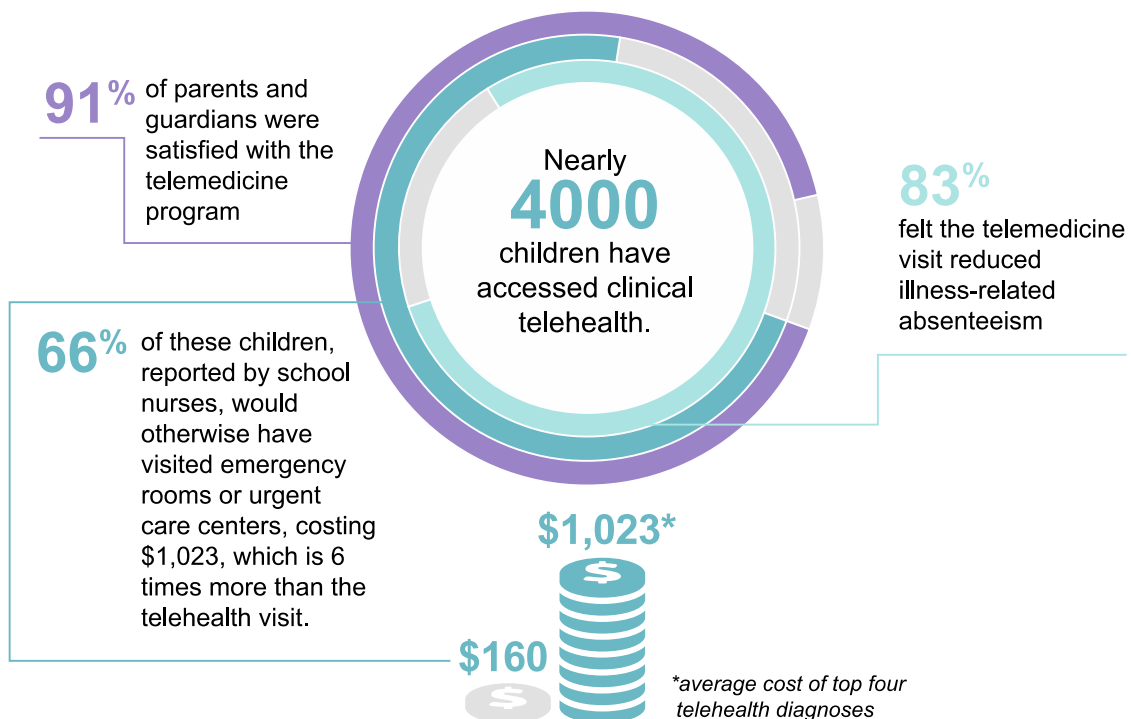 91%
of parents and
guardians were
satisfied with the
telemedicine
program
Nearly
4000
children have
accessed clinical
telehealth.
83%
felt the telemedicine
visit reduced
illness-related
absenteeism
66%
of these children,
reported by school
nurses, would
otherwise have
visited emergency
rooms or urgent
care centers, costing
$1,023, which is 6
times more than the
telehealth visit.
$1,023*
$
$160
$
*average cost of top four
telehealth diagnoses